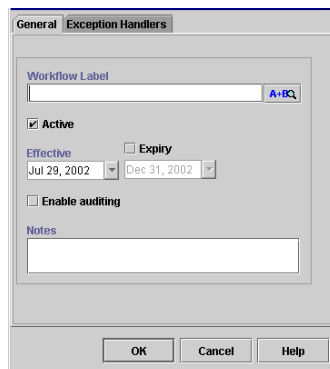 General Exception Handlers
Workflow Label
A+B
Active
Effective Expiry
Jul 29, 2002 Dec 31, 2002
Enable auditing
Notes
OK Cancel Help